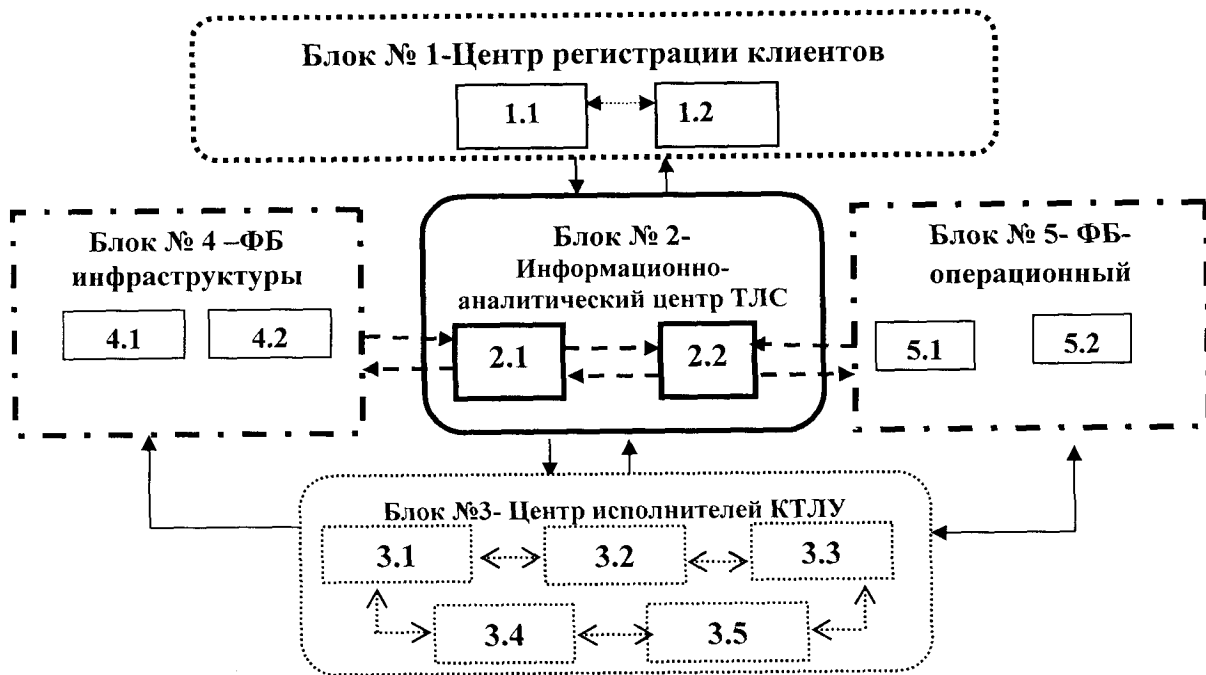 Блок № 1-Центр регистрации клиентов
1.1
1.2
Блок № 4 –ФБ
инфраструктуры
4.1
4.2
Блок № 2-
Информационно-
аналитический центр ТЛС
2.1
2.2
Блок № 5- ФБ-
операционный
5.1
5.2
Блок №3- Центр исполнителей КТЛУ
3.1
3.2
3.3
3.4
3.5